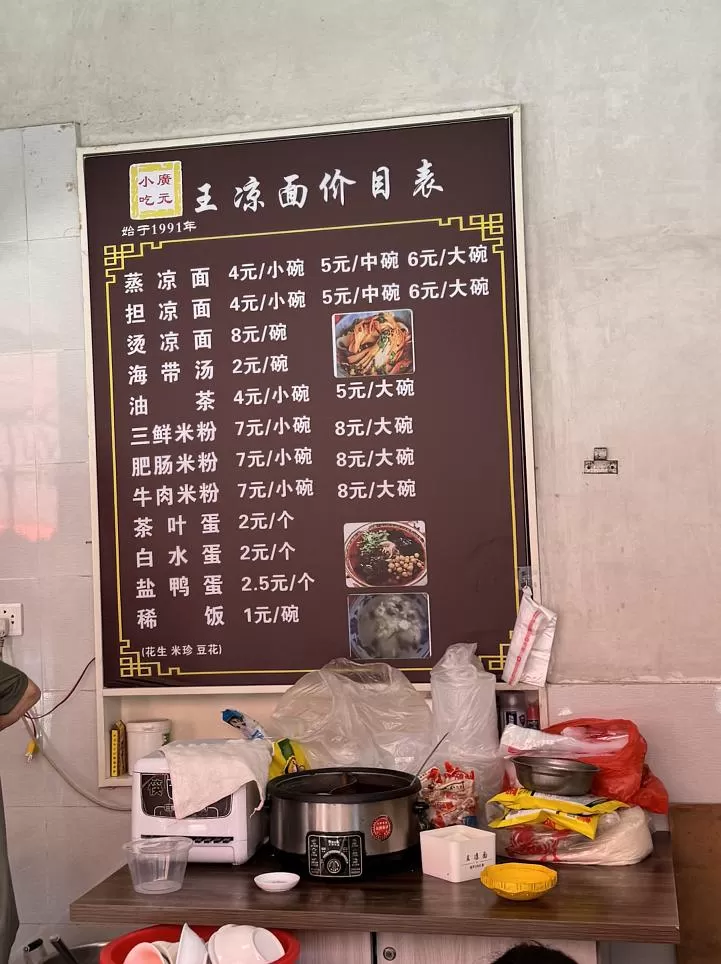 小廣
吃元
王凉面价目表
始于1991年
蒸凉面 4元/小碗 5元/中碗 6元/大碗
担凉面 4元/小碗 5元/中碗 6元/大碗
烫凉面 8元/碗
海带汤 2元/碗
油茶 4元/小碗 5元/大碗
三鲜米粉 7元/小碗 8元/大碗
肥肠米粉 7元/小碗 8元/大碗
牛肉米粉 7元/小碗 8元/大碗
茶叶蛋 2元/个
白水蛋 2元/个
盐鸭蛋 2.5元/个
稀饭 1元/碗
(花生 米珍 豆花)
筷
王凉面